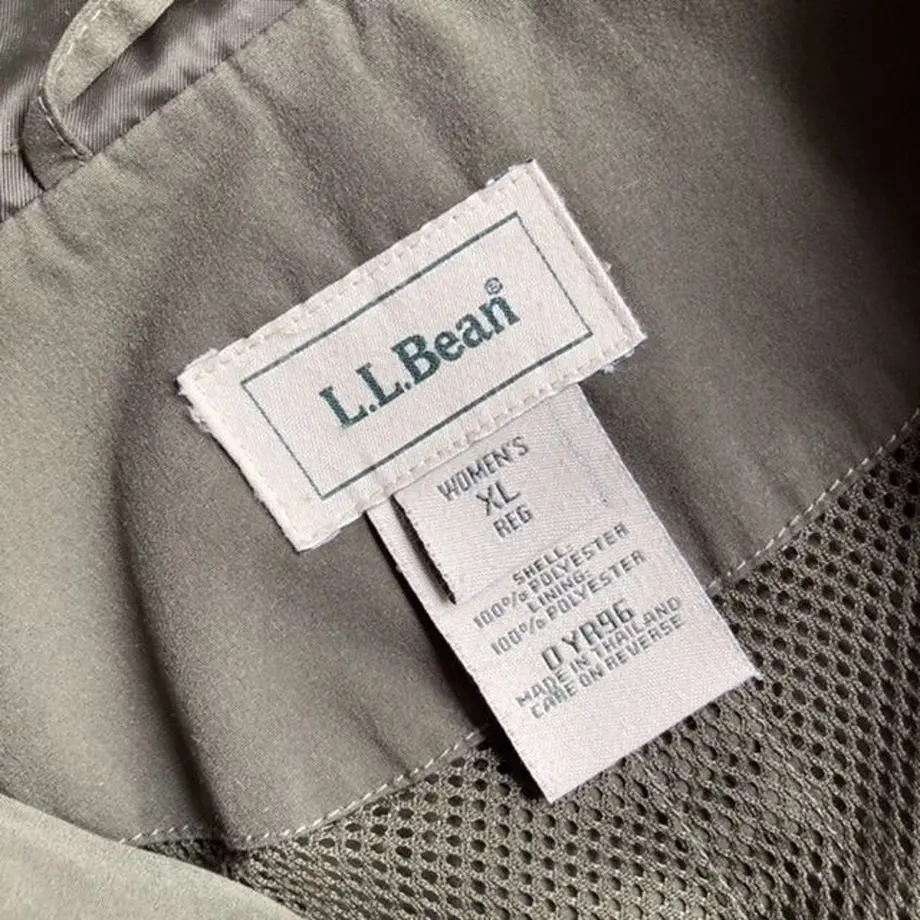 L.L.Bean®
WOMEN'S
XL
REG
SHELL:
100% POLYESTER
LINING:
100% POLYESTER
0YR96
MADE IN THAILAND
CARE ON REVERSE